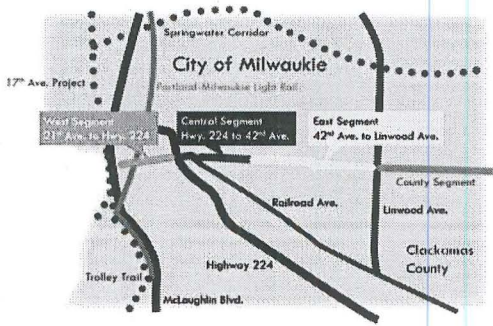 Springwater Corridor
City of Milwaukie
17th Ave. Project
Portland-Milwaukie Light Rail
West Segment
21st Ave. to Hwy. 224
Central Segment
Hwy. 224 to 42nd Ave.
East Segment
42nd Ave. to Linwood Ave.
County Segment
Railroad Ave.
Linwood Ave.
Clackamas
County
Highway 224
Trolley Trail
McLoughlin Blvd.